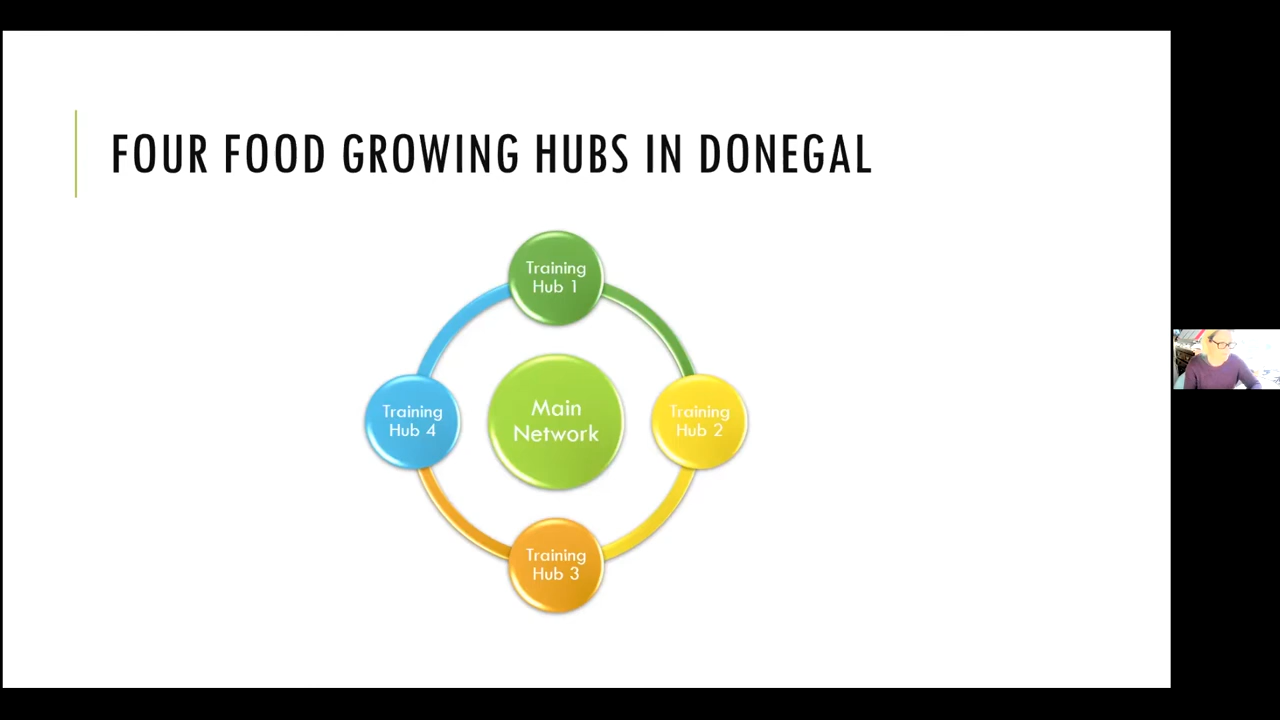 FOUR FOOD GROWING HUBS IN DONEGAL
Training
Hub 1
Training
Hub 4
Main
Network
Training
Hub 2
Training
Hub 3